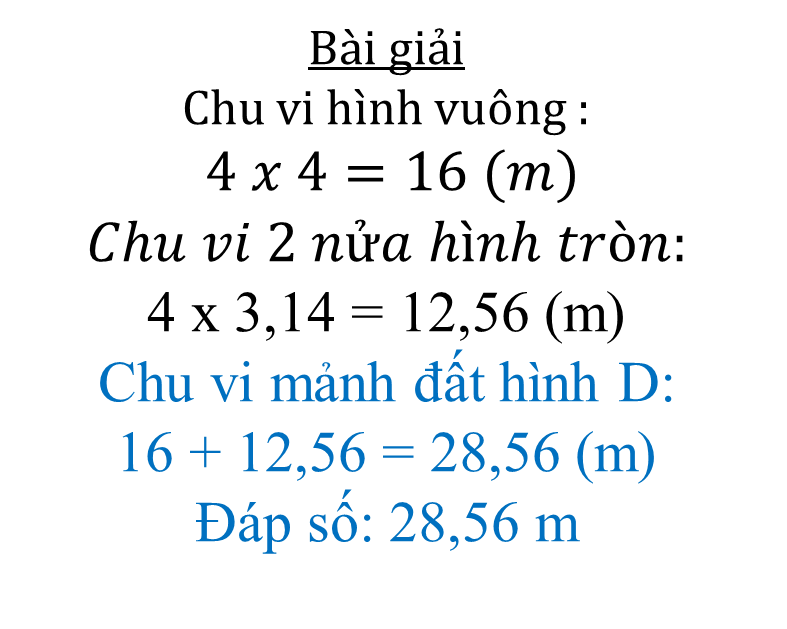 Bài giải
Chu vi hình vuông :
4 x 4 = 16 (m)
Chu vi 2 nửa hình tròn:
4 x 3,14 = 12,56 (m)
Chu vi mảnh đất hình D:
16 + 12,56 = 28,56 (m)
Đáp số: 28,56 m